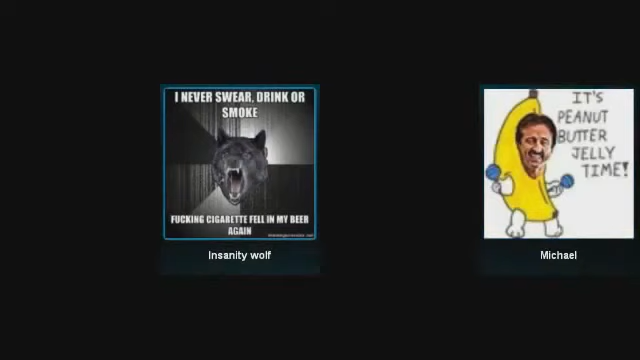 I NEVER SWEAR, DRINK OR
SMOKE
FUCKING CIGARETTE FELL IN MY BEER
AGAIN
Insanity wolf
IT'S
PEANUT
BUTTER
JELLY
TIME!
Michael